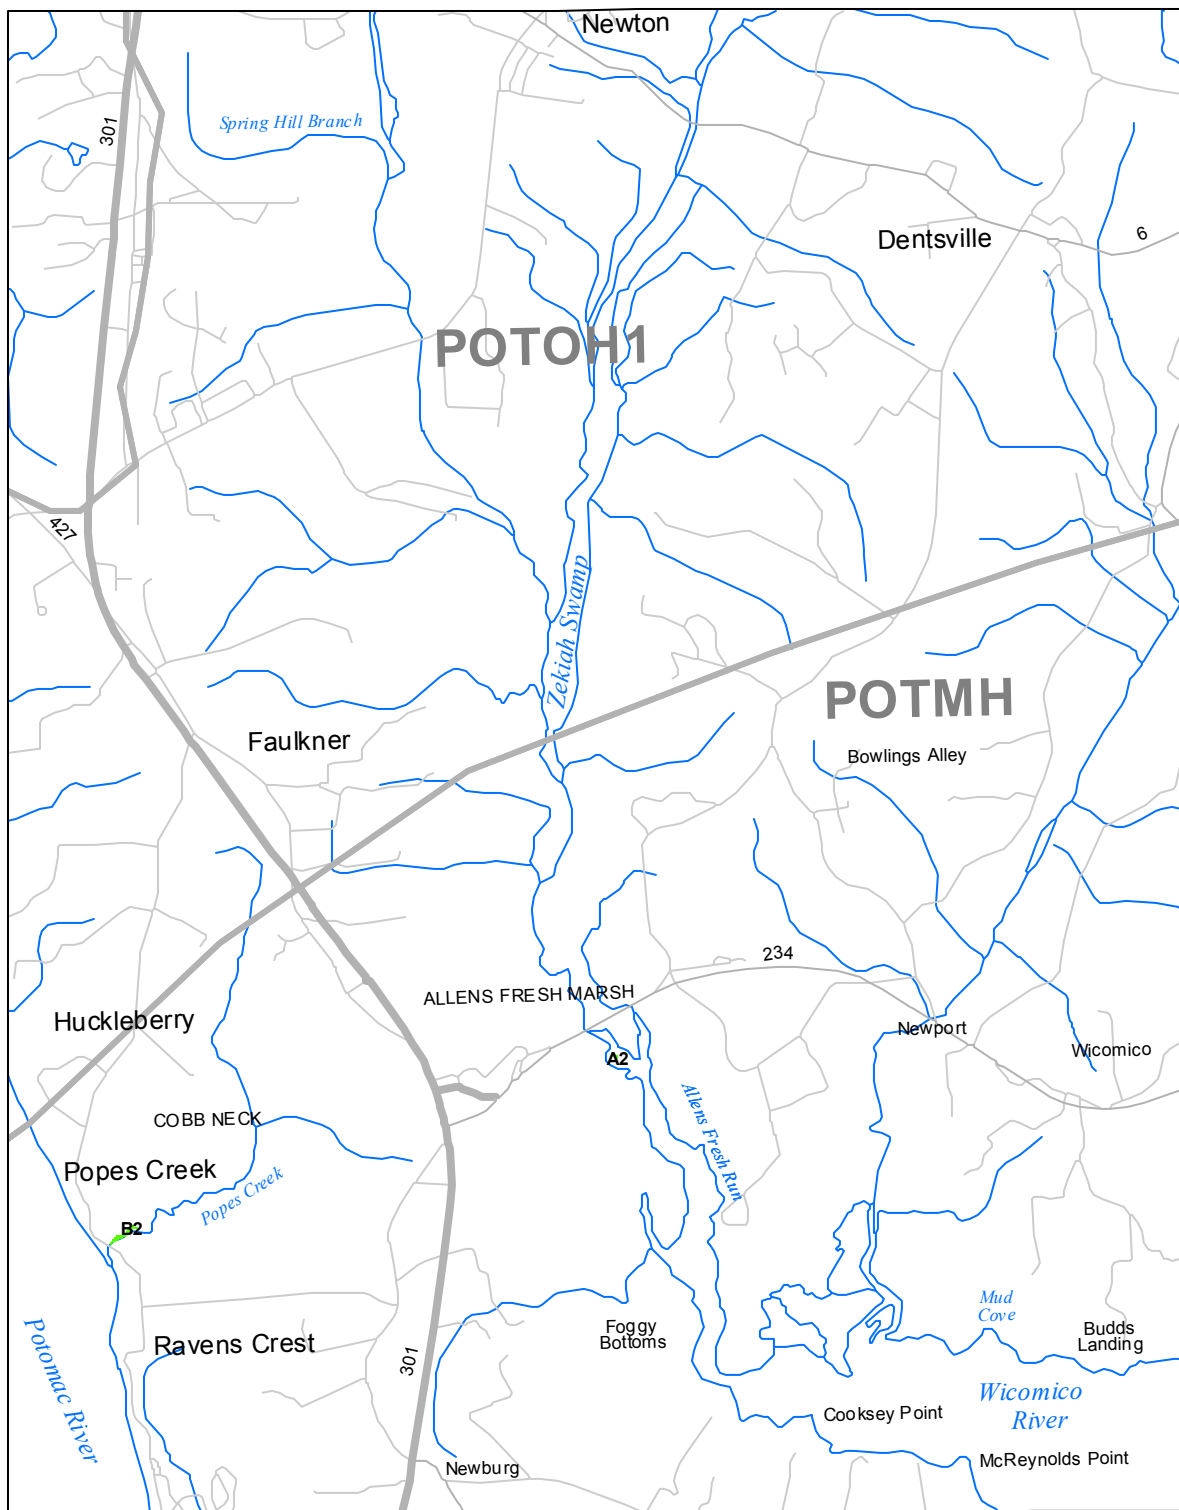 Newton
301
Spring Hill Branch
6
Dentsville
POTOH1
427
Zekiah Swamp
POTMH
Faulkner
Bowlings Alley
234
ALLENS FRESH MARSH
Huckleberry
Newport
Wicomico
A2
COBB NECK
Allens Fresh Run
Popes Creek
Popes Creek
B2
Mud
Cove
Potomac River
Foggy
Bottoms
Budds
Landing
Ravens Crest
301
Wicomico
River
Cooksey Point
McReynolds Point
Newburg